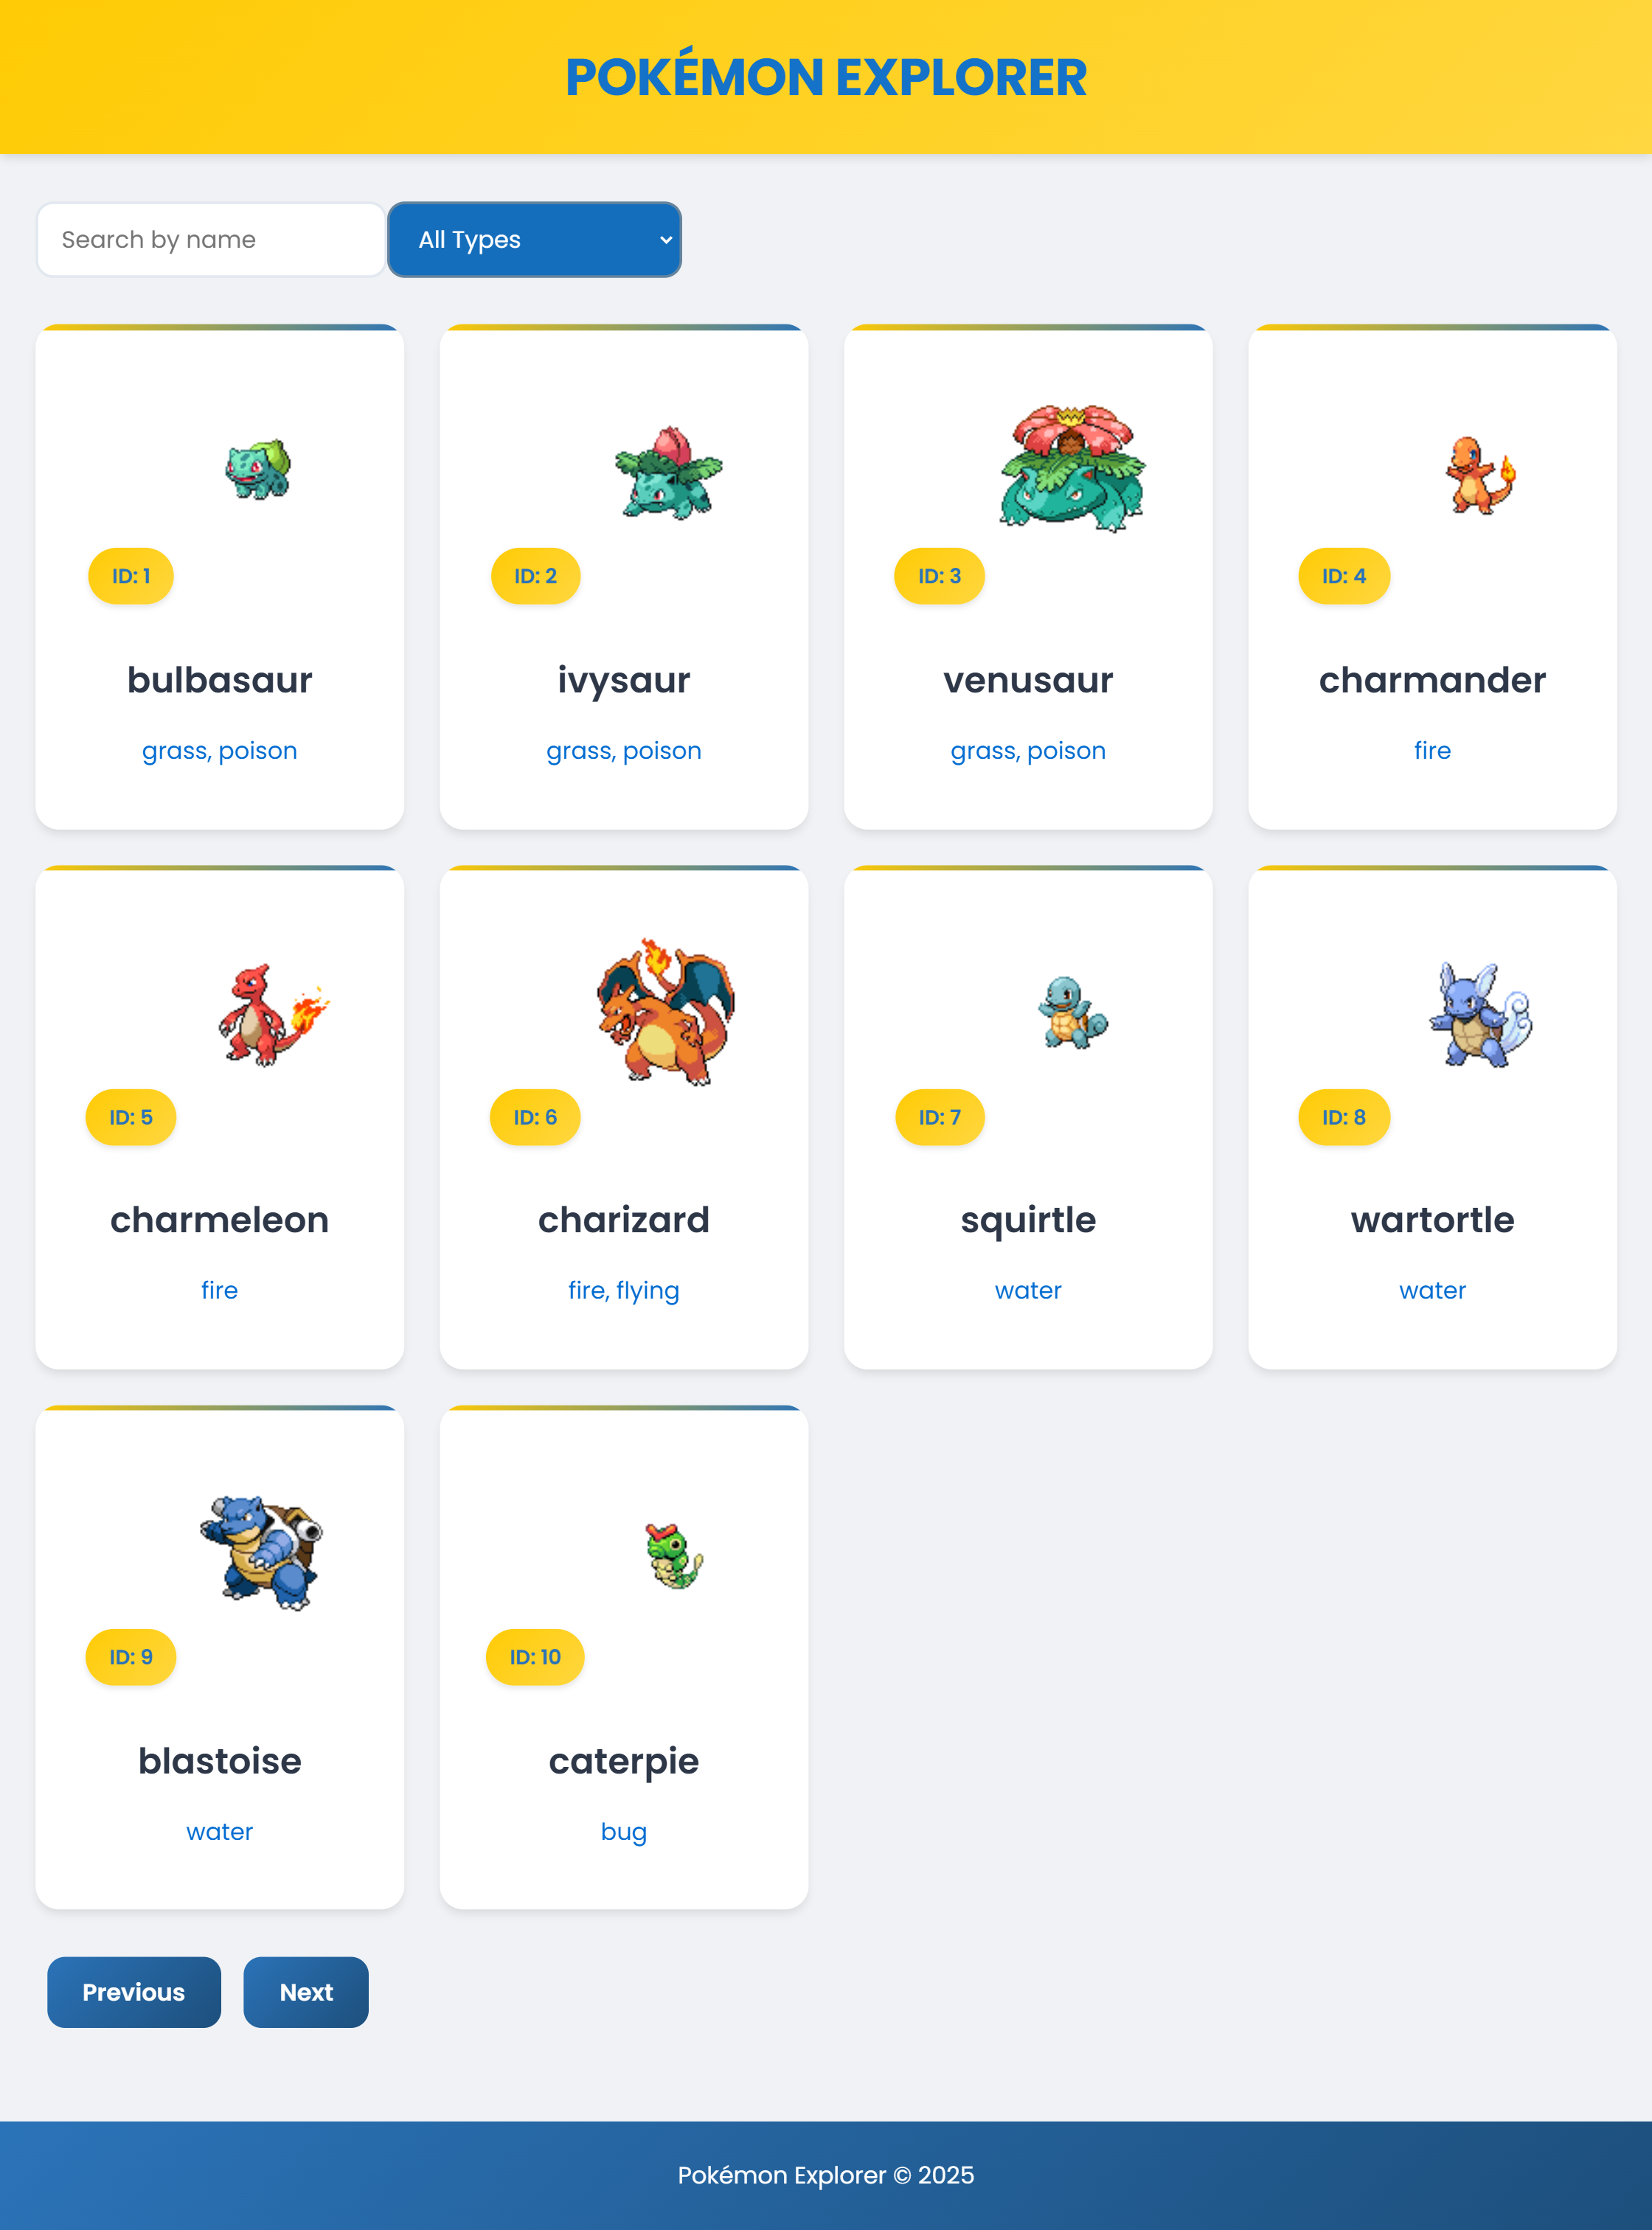 POKÉMON EXPLORER
Search by name
All Types
ID: 1
bulbasaur
grass, poison
ID: 2
ivysaur
grass, poison
ID: 3
venusaur
grass, poison
ID: 4
charmander
fire
ID: 5
charmeleon
fire
ID: 6
charizard
fire, flying
ID: 7
squirtle
water
ID: 8
wartortle
water
ID: 9
blastoise
water
ID: 10
caterpie
bug
Previous
Next
Pokémon Explorer © 2025